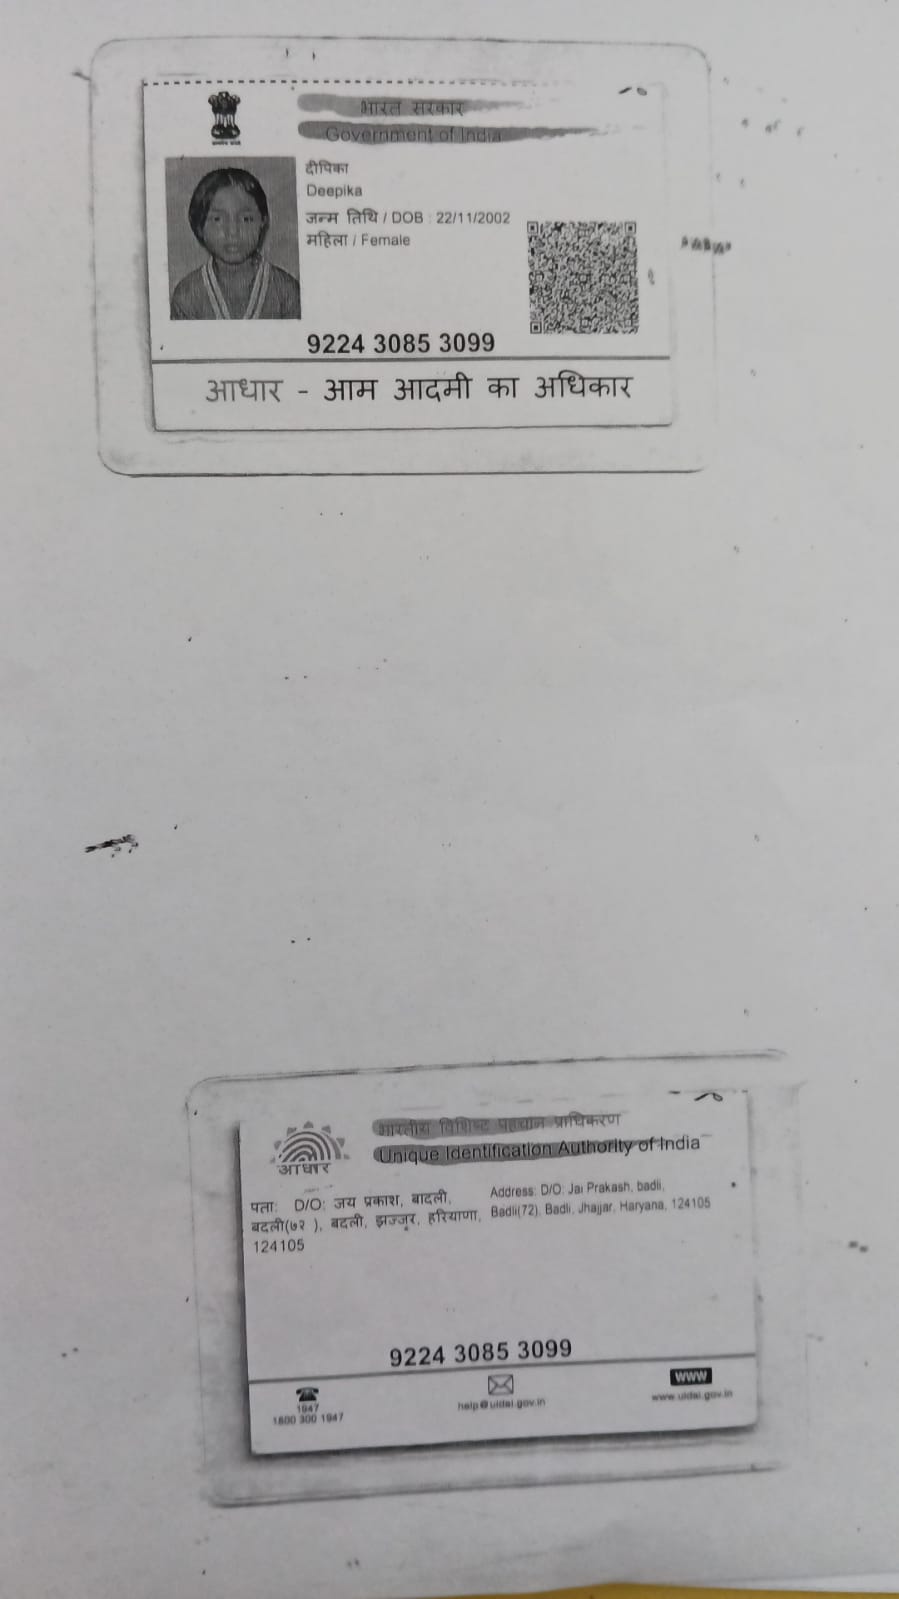 भारत सरकार
Government of India
दीपिका
Deepika
जन्म तिथि / DOB : 22/11/2002
महिला / Female
9224 3085 3099
आधार - आम आदमी का अधिकार
भारतीय विशिष्ट पहचान प्राधिकरण
Unique Identification Authority of India
आधार
पता: D/O: जय प्रकाश, बादली,
बदली(७२ ), बदली, झज्जर, हरियाणा,
124105
Address: D/O: Jai Prakash, badli,
Badli(72), Badli, Jhajjar, Haryana, 124105
9224 3085 3099
1947
1800 300 1947
help@uidai.gov.in
WWW
www.uidai.gov.in